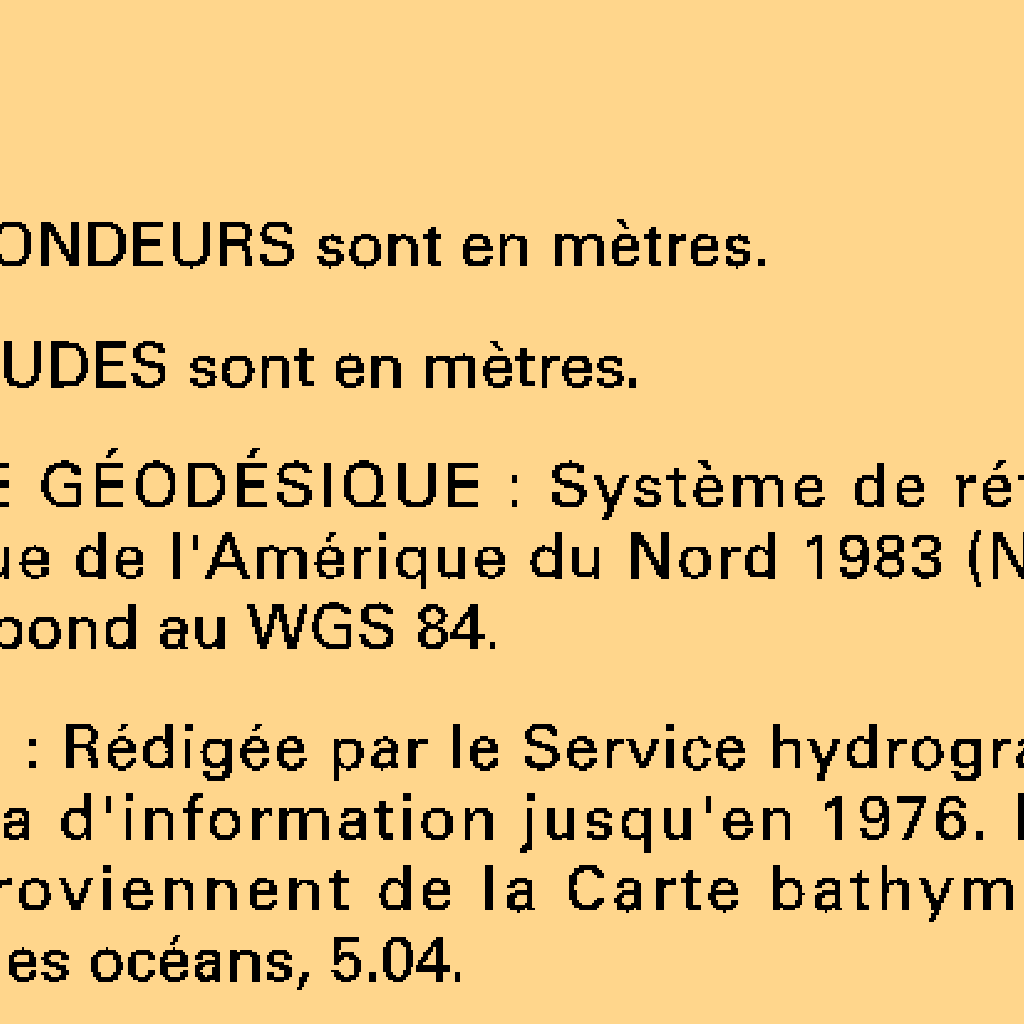 ONDEURS sont en mètres.
UDES sont en mètres.
E GÉODÉSIQUE : Système de réf
ue de l'Amérique du Nord 1983 (N
pond au WGS 84.
: Rédigée par le Service hydrogra
a d'information jusqu'en 1976.
roviennent de la Carte bathym
es océans, 5.04.